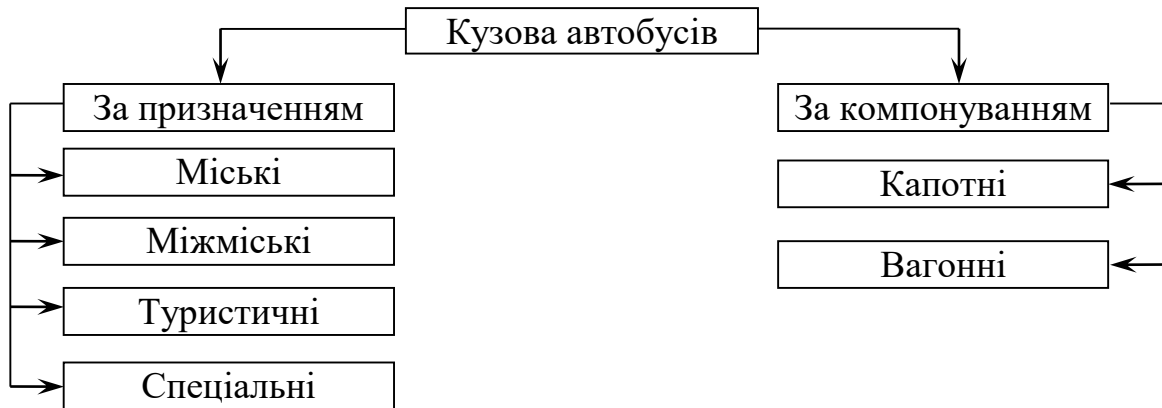 Кузова автобусів
За призначенням
Міські
Міжміські
Туристичні
Спеціальні
За компонуванням
Капотні
Вагонні